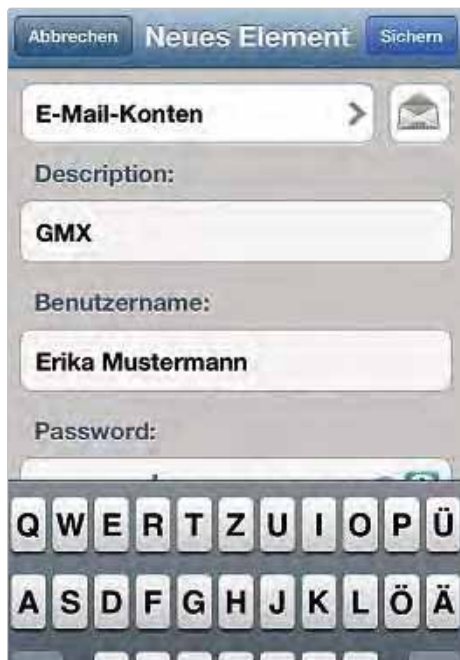 Abbrechen Neues Element Sichern
E-Mail-Konten
Description:
GMX
Benutzername:
Erika Mustermann
Password:
Q W E R T Z U I O P Ü
A S D F G H J K L Ö Ä